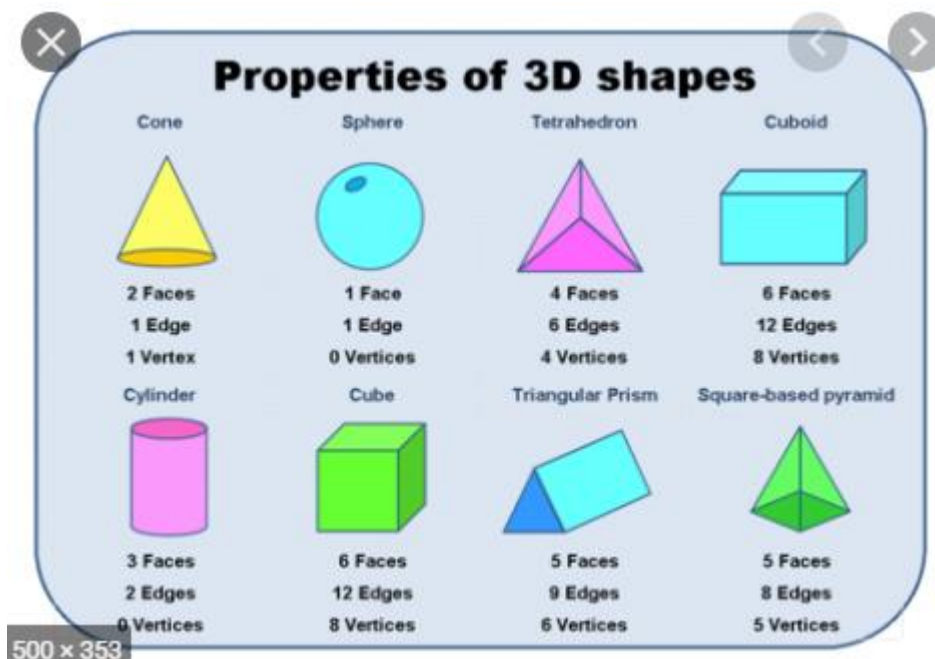 Properties of 3D shapes
Cone Sphere Tetrahedron Cuboid
2 Faces 1 Face 4 Faces 6 Faces
1 Edge 1 Edge 6 Edges 12 Edges
1 Vertex 0 Vertices 4 Vertices 8 Vertices
Cylinder Cube Triangular Prism Square-based pyramid
3 Faces 6 Faces 5 Faces 5 Faces
2 Edges 12 Edges 9 Edges 8 Edges
0 Vertices 8 Vertices 6 Vertices 5 Vertices
500 × 353